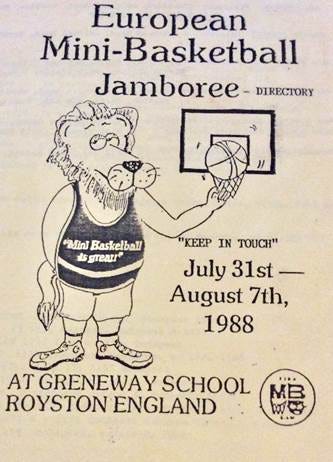 European
Mini-Basketball
Jamboree - DIRECTORY
"Mini Basketball
is great!"
"KEEP IN TOUCH"
July 31st —
August 7th,
1988
AT GRENEWAY SCHOOL
ROYSTON ENGLAND
MB